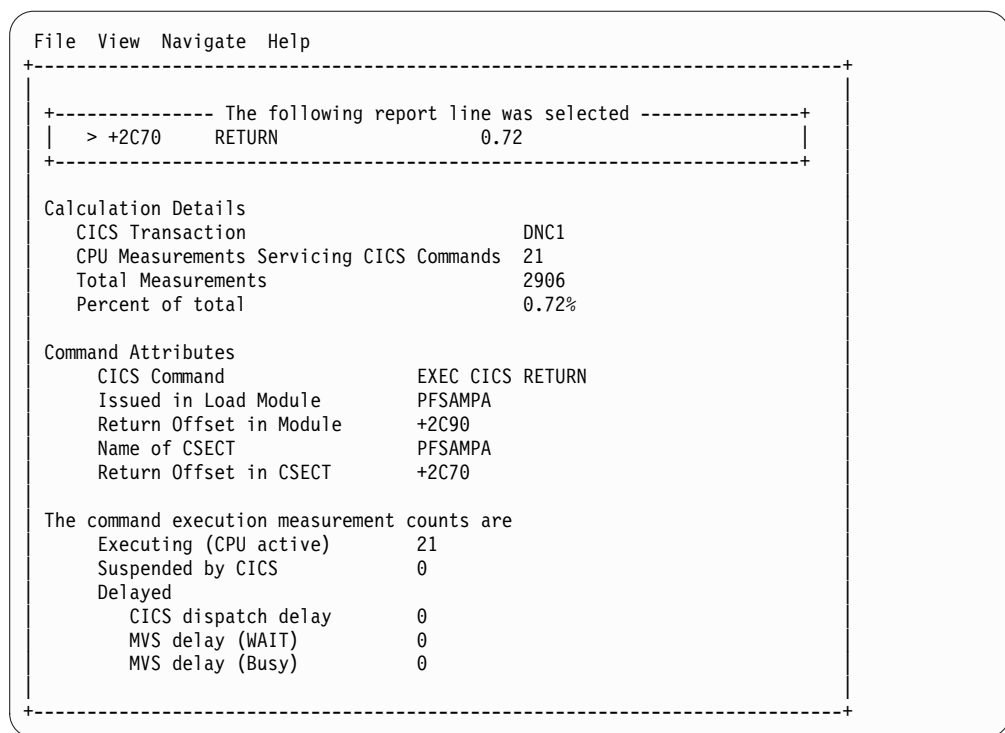 File View Navigate Help
+-----------------------------------------------------------------------------+
+--------------- The following report line was selected ---------------+
| > +2C70 RETURN 0.72 |
+-----------------------------------------------------------------------+
Calculation Details
CICS Transaction DNC1
CPU Measurements Servicing CICS Commands 21
Total Measurements 2906
Percent of total 0.72%
Command Attributes
CICS Command EXEC CICS RETURN
Issued in Load Module PFSAMPA
Return Offset in Module +2C90
Name of CSECT PFSAMPA
Return Offset in CSECT +2C70
The command execution measurement counts are
Executing (CPU active) 21
Suspended by CICS 0
Delayed
CICS dispatch delay 0
MVS delay (WAIT) 0
MVS delay (Busy) 0
+-----------------------------------------------------------------------------+